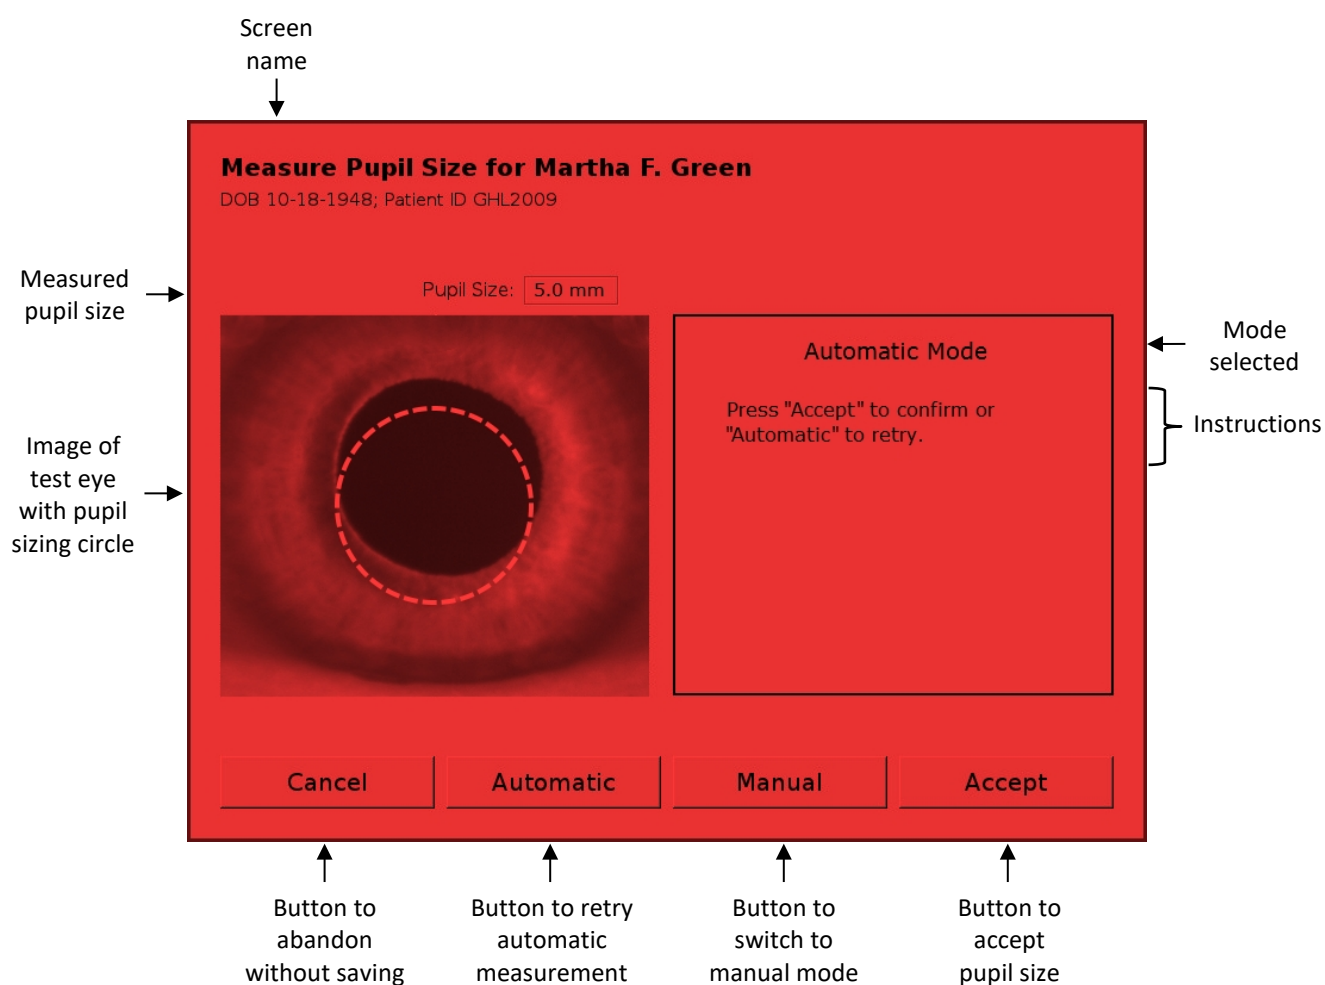 Screen
name
Measure Pupil Size for Martha F. Green
DOB 10-18-1948; Patient ID GHL2009
Measured
pupil size
Pupil Size: 5.0 mm
Mode
selected
Automatic Mode
Press "Accept" to confirm or
"Automatic" to retry.
Instructions
Image of
test eye
with pupil
sizing circle
Cancel Automatic Manual Accept
Button to
abandon
without saving
Button to retry
automatic
measurement
Button to
switch to
manual mode
Button to
accept
pupil size